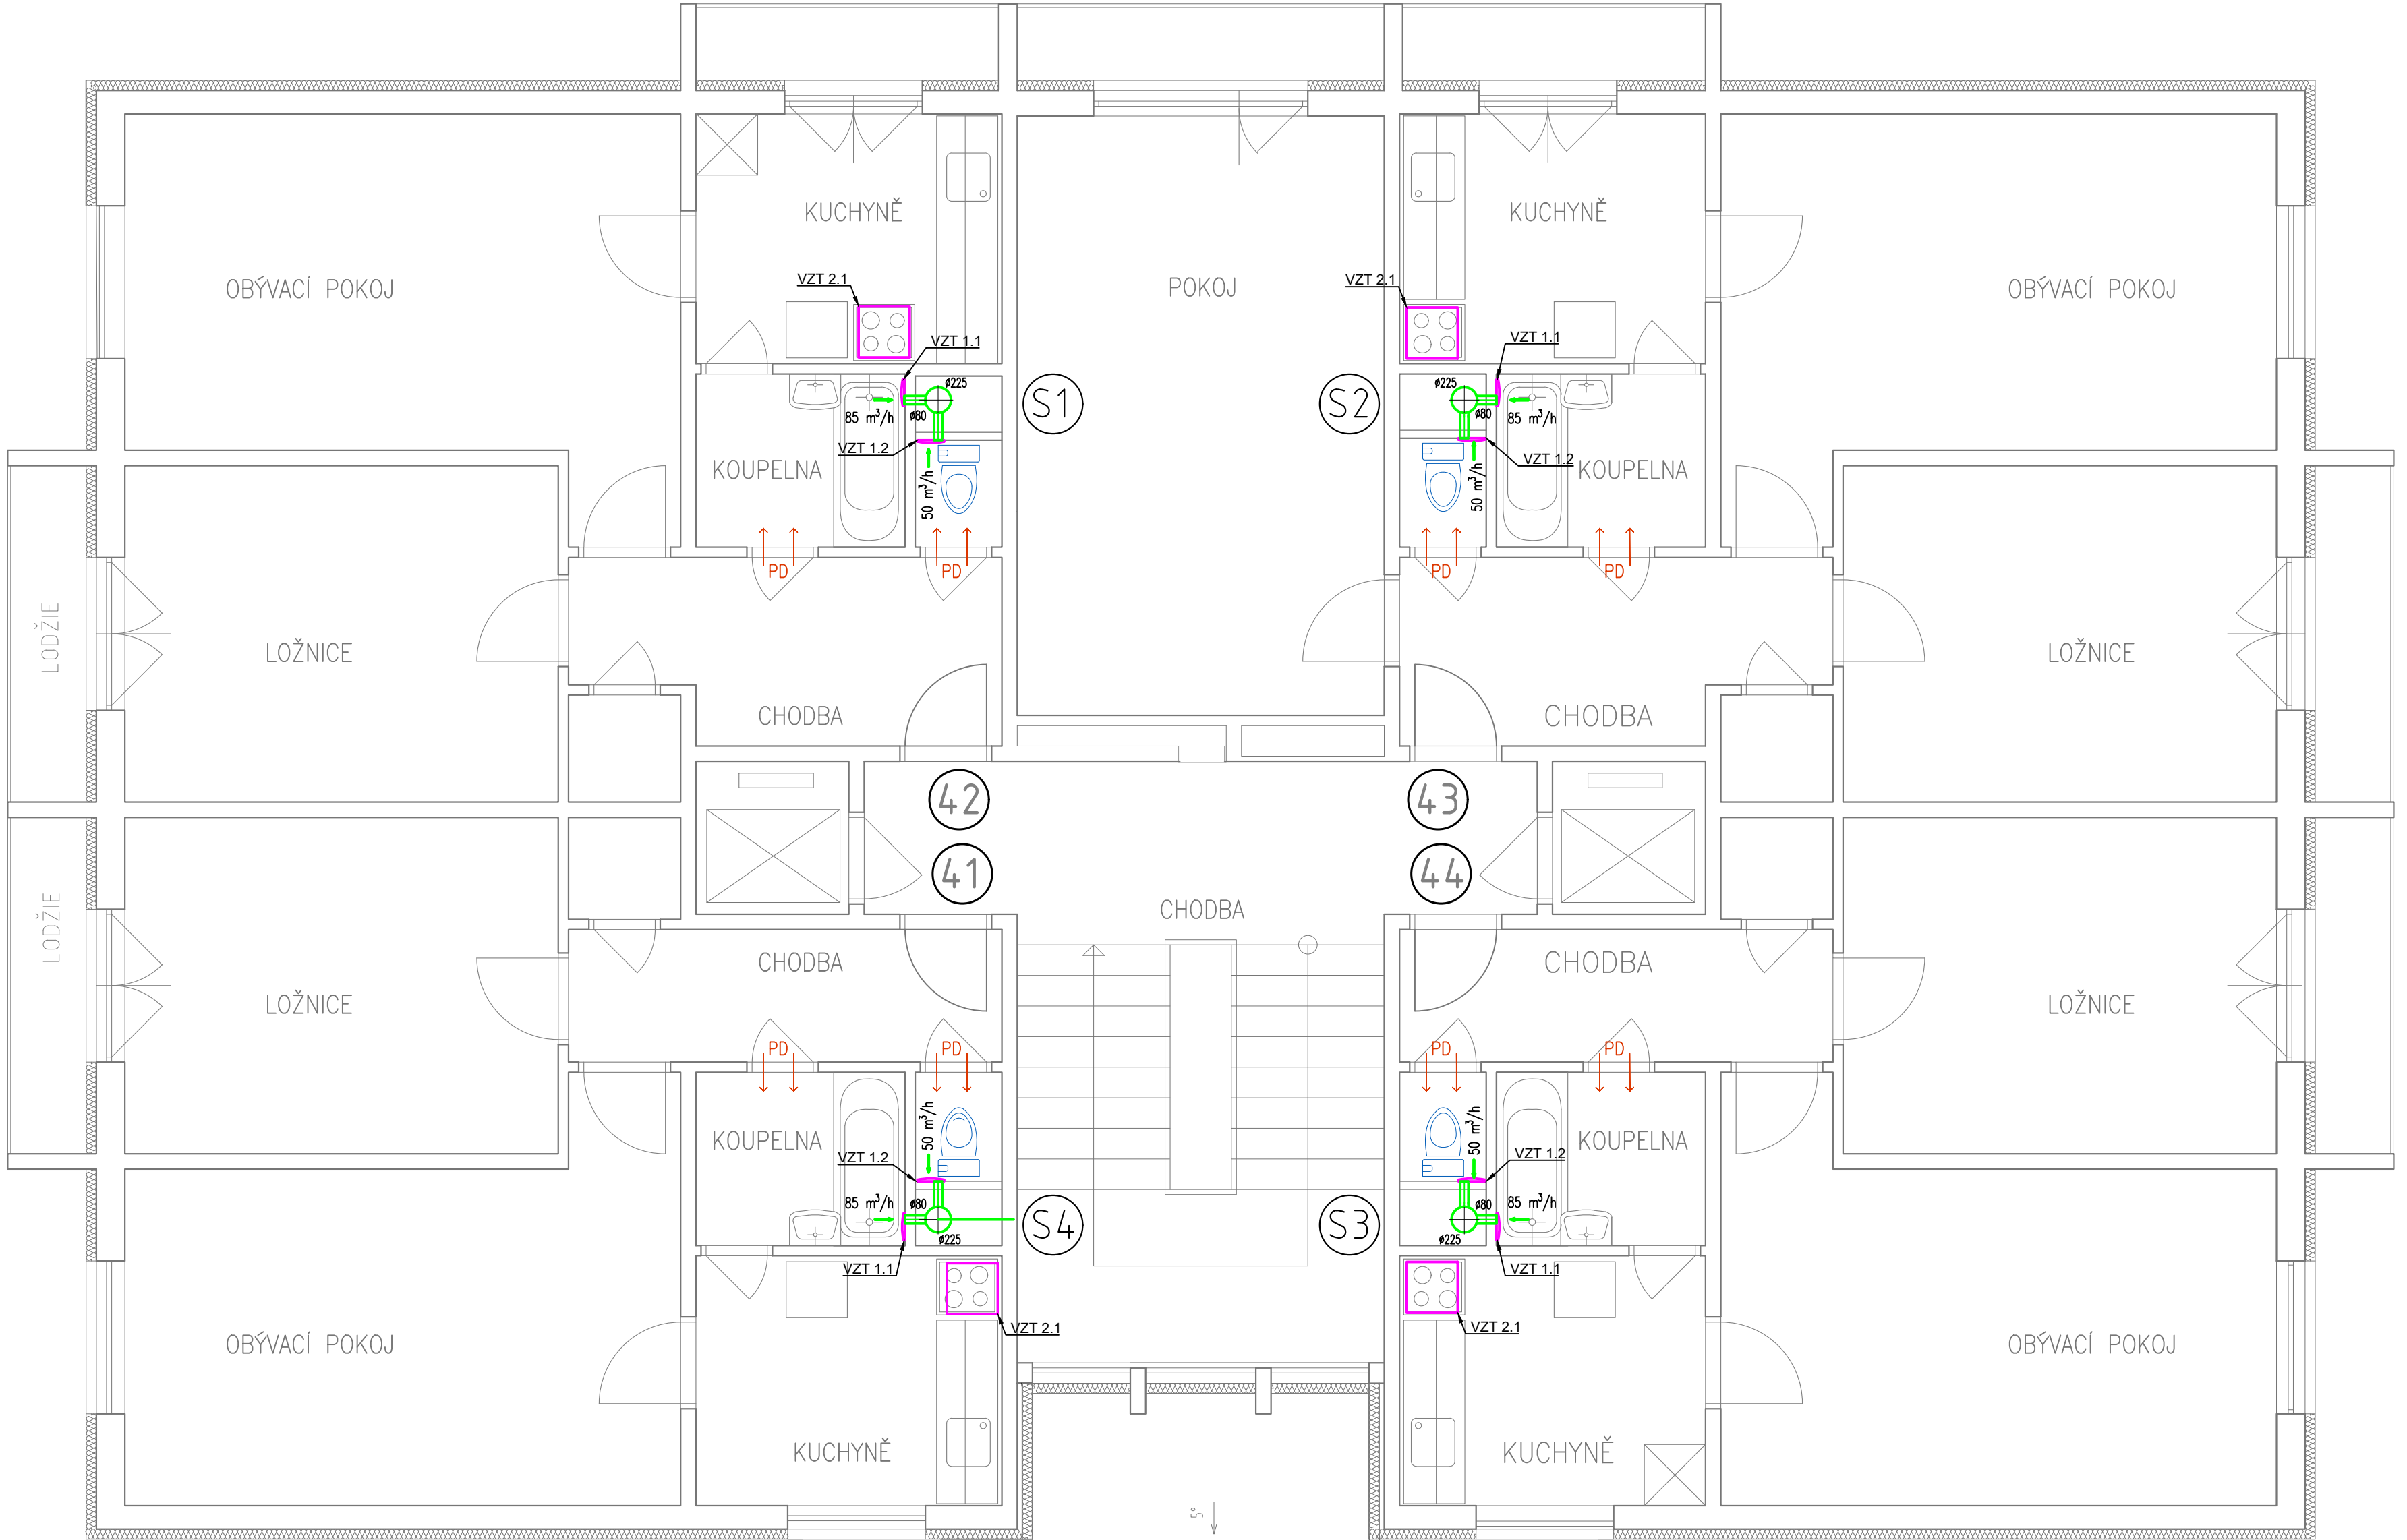 KUCHYNĚ
KUCHYNĚ
OBÝVACÍ POKOJ
VZT 2.1
POKOJ
VZT 2.1
OBÝVACÍ POKOJ
VZT 1.1
VZT 1.1
ø225
S1
S2
ø225
85 m³/h
ø80
ø80
85 m³/h
VZT 1.2
VZT 1.2
KOUPELNA
50 m³/h
50 m³/h
KOUPELNA
PD
PD
PD
PD
LODŽIE
LOŽNICE
LOŽNICE
CHODBA
CHODBA
42
43
41
44
LODŽIE
CHODBA
CHODBA
CHODBA
LOŽNICE
LOŽNICE
PD
PD
PD
PD
KOUPELNA
50 m³/h
50 m³/h
KOUPELNA
VZT 1.2
VZT 1.2
85 m³/h
ø80
ø80
85 m³/h
S4
S3
ø225
ø225
VZT 1.1
VZT 1.1
VZT 2.1
VZT 2.1
OBÝVACÍ POKOJ
OBÝVACÍ POKOJ
KUCHYNĚ
KUCHYNĚ
5°